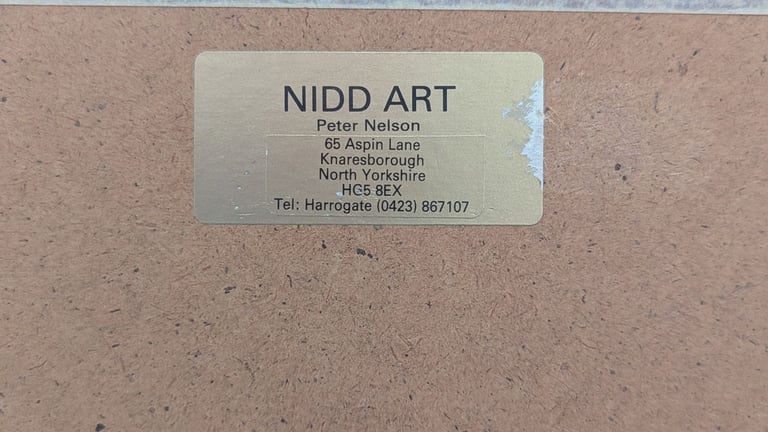 NIDD ART
Peter Nelson
65 Aspin Lane
Knaresborough
North Yorkshire
HG5 8EX
Tel: Harrogate (0423) 867107